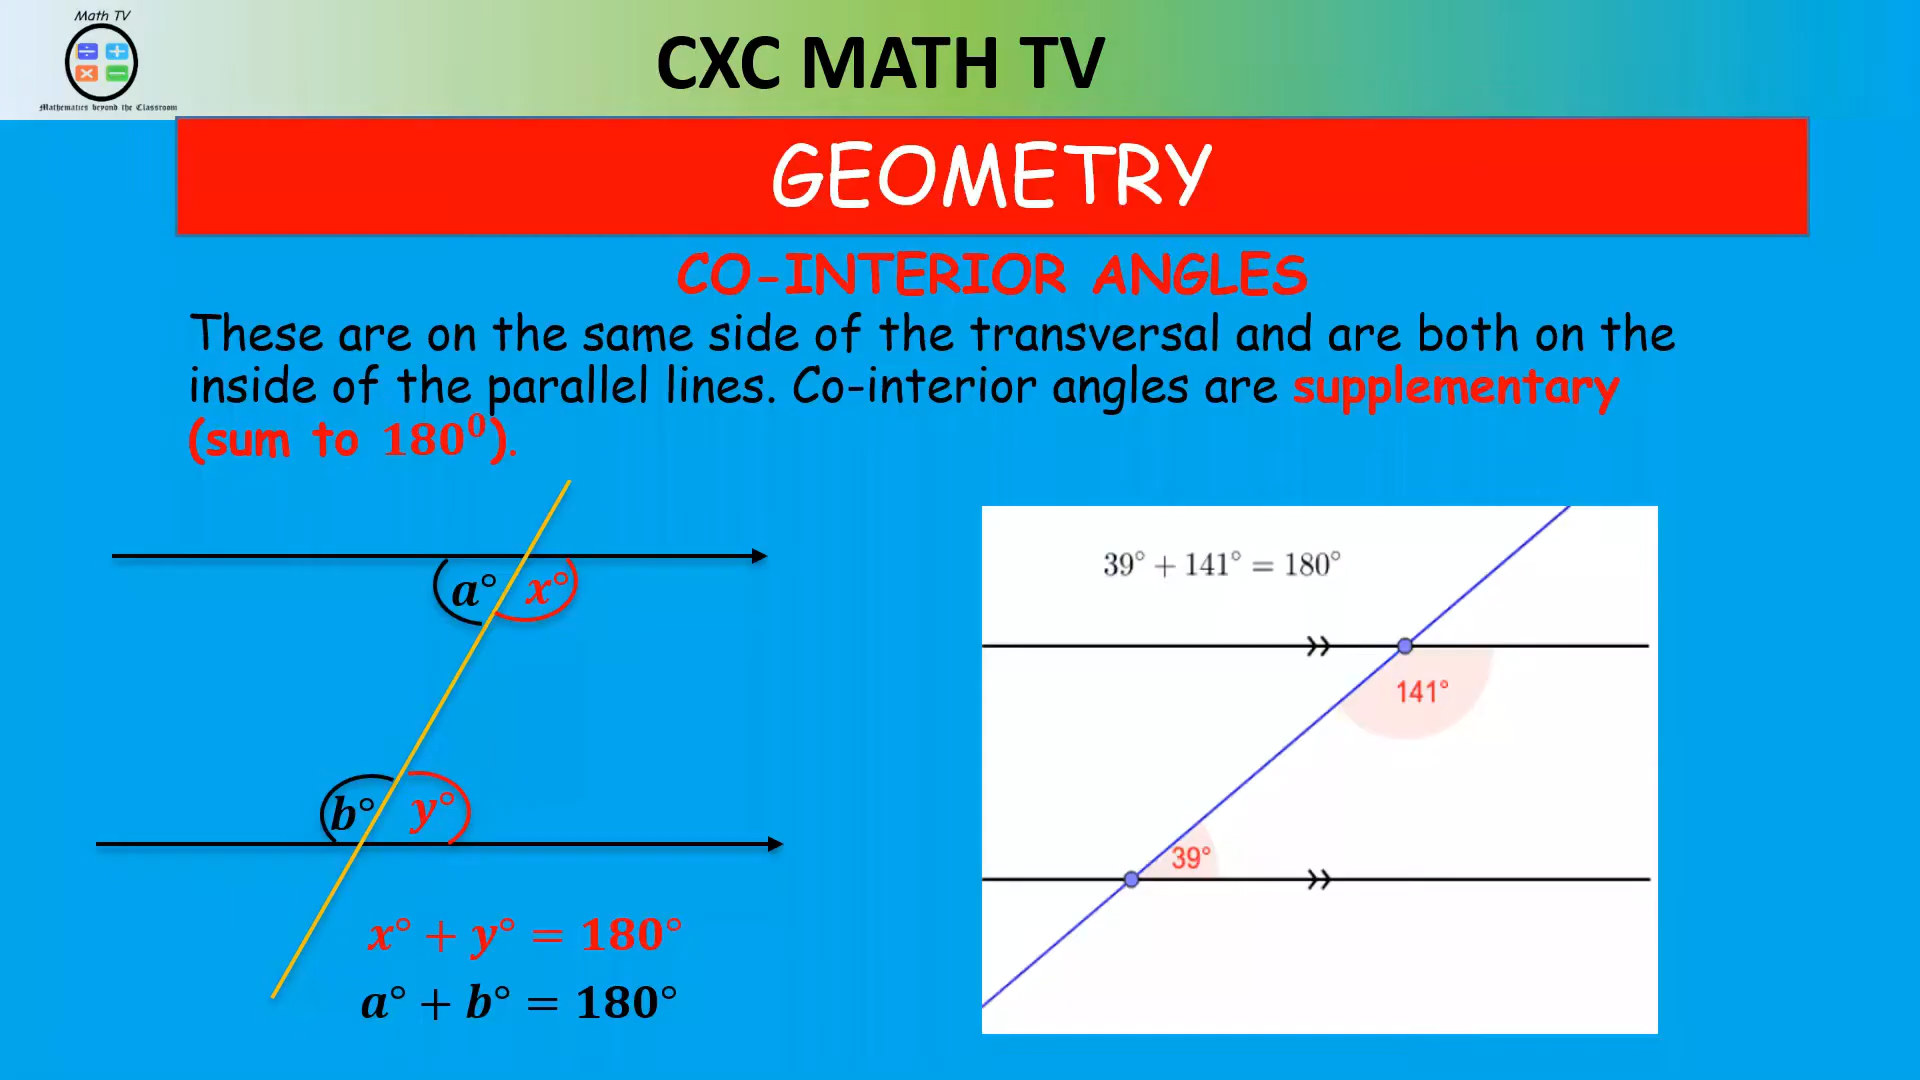 Math TV
÷ +
× −
Mathematics beyond the Classroom
CXC MATH TV
GEOMETRY
CO-INTERIOR ANGLES
These are on the same side of the transversal and are both on the
inside of the parallel lines. Co-interior angles are supplementary
(sum to 180⁰).
a° x°
b° y°
x° + y° = 180°
a° + b° = 180°
39° + 141° = 180°
141°
39°